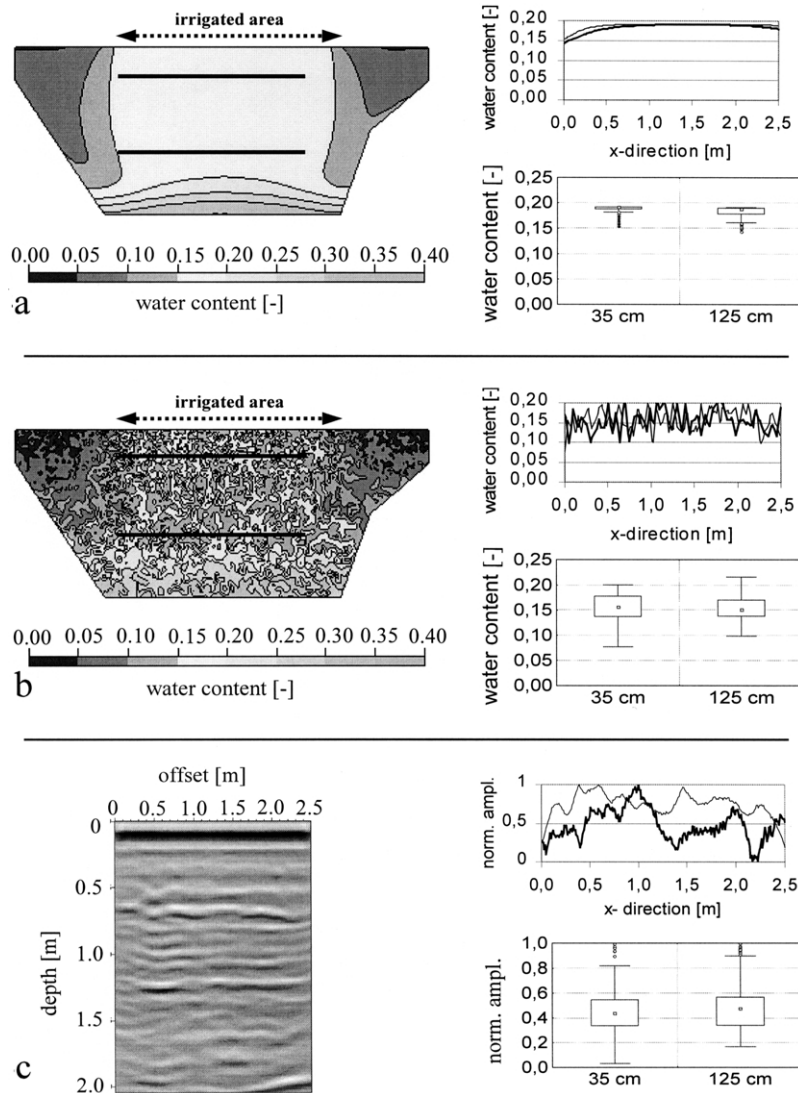 irrigated area
0.00 0.05 0.10 0.15 0.20 0.25 0.30 0.35 0.40
water content [-]
a
water content [-]
0,20
0,15
0,10
0,05
0,00
0,0 0,5 1,0 1,5 2,0 2,5
x-direction [m]
water content [-]
0,25
0,20
0,15
0,10
0,05
0,00
35 cm 125 cm
irrigated area
0.00 0.05 0.10 0.15 0.20 0.25 0.30 0.35 0.40
water content [-]
b
water content [-]
0,20
0,15
0,10
0,05
0,00
0,0 0,5 1,0 1,5 2,0 2,5
x-direction [m]
water content [-]
0,25
0,20
0,15
0,10
0,05
0,00
35 cm 125 cm
offset [m]
0 0.5 1.0 1.5 2.0 2.5
0
0.5
1.0
1.5
2.0
depth [m]
c
norm. ampl.
1
0,5
0
0,0 0,5 1,0 1,5 2,0 2,5
x- direction [m]
norm. ampl.
1,0
0,8
0,6
0,4
0,2
0,0
35 cm 125 cm